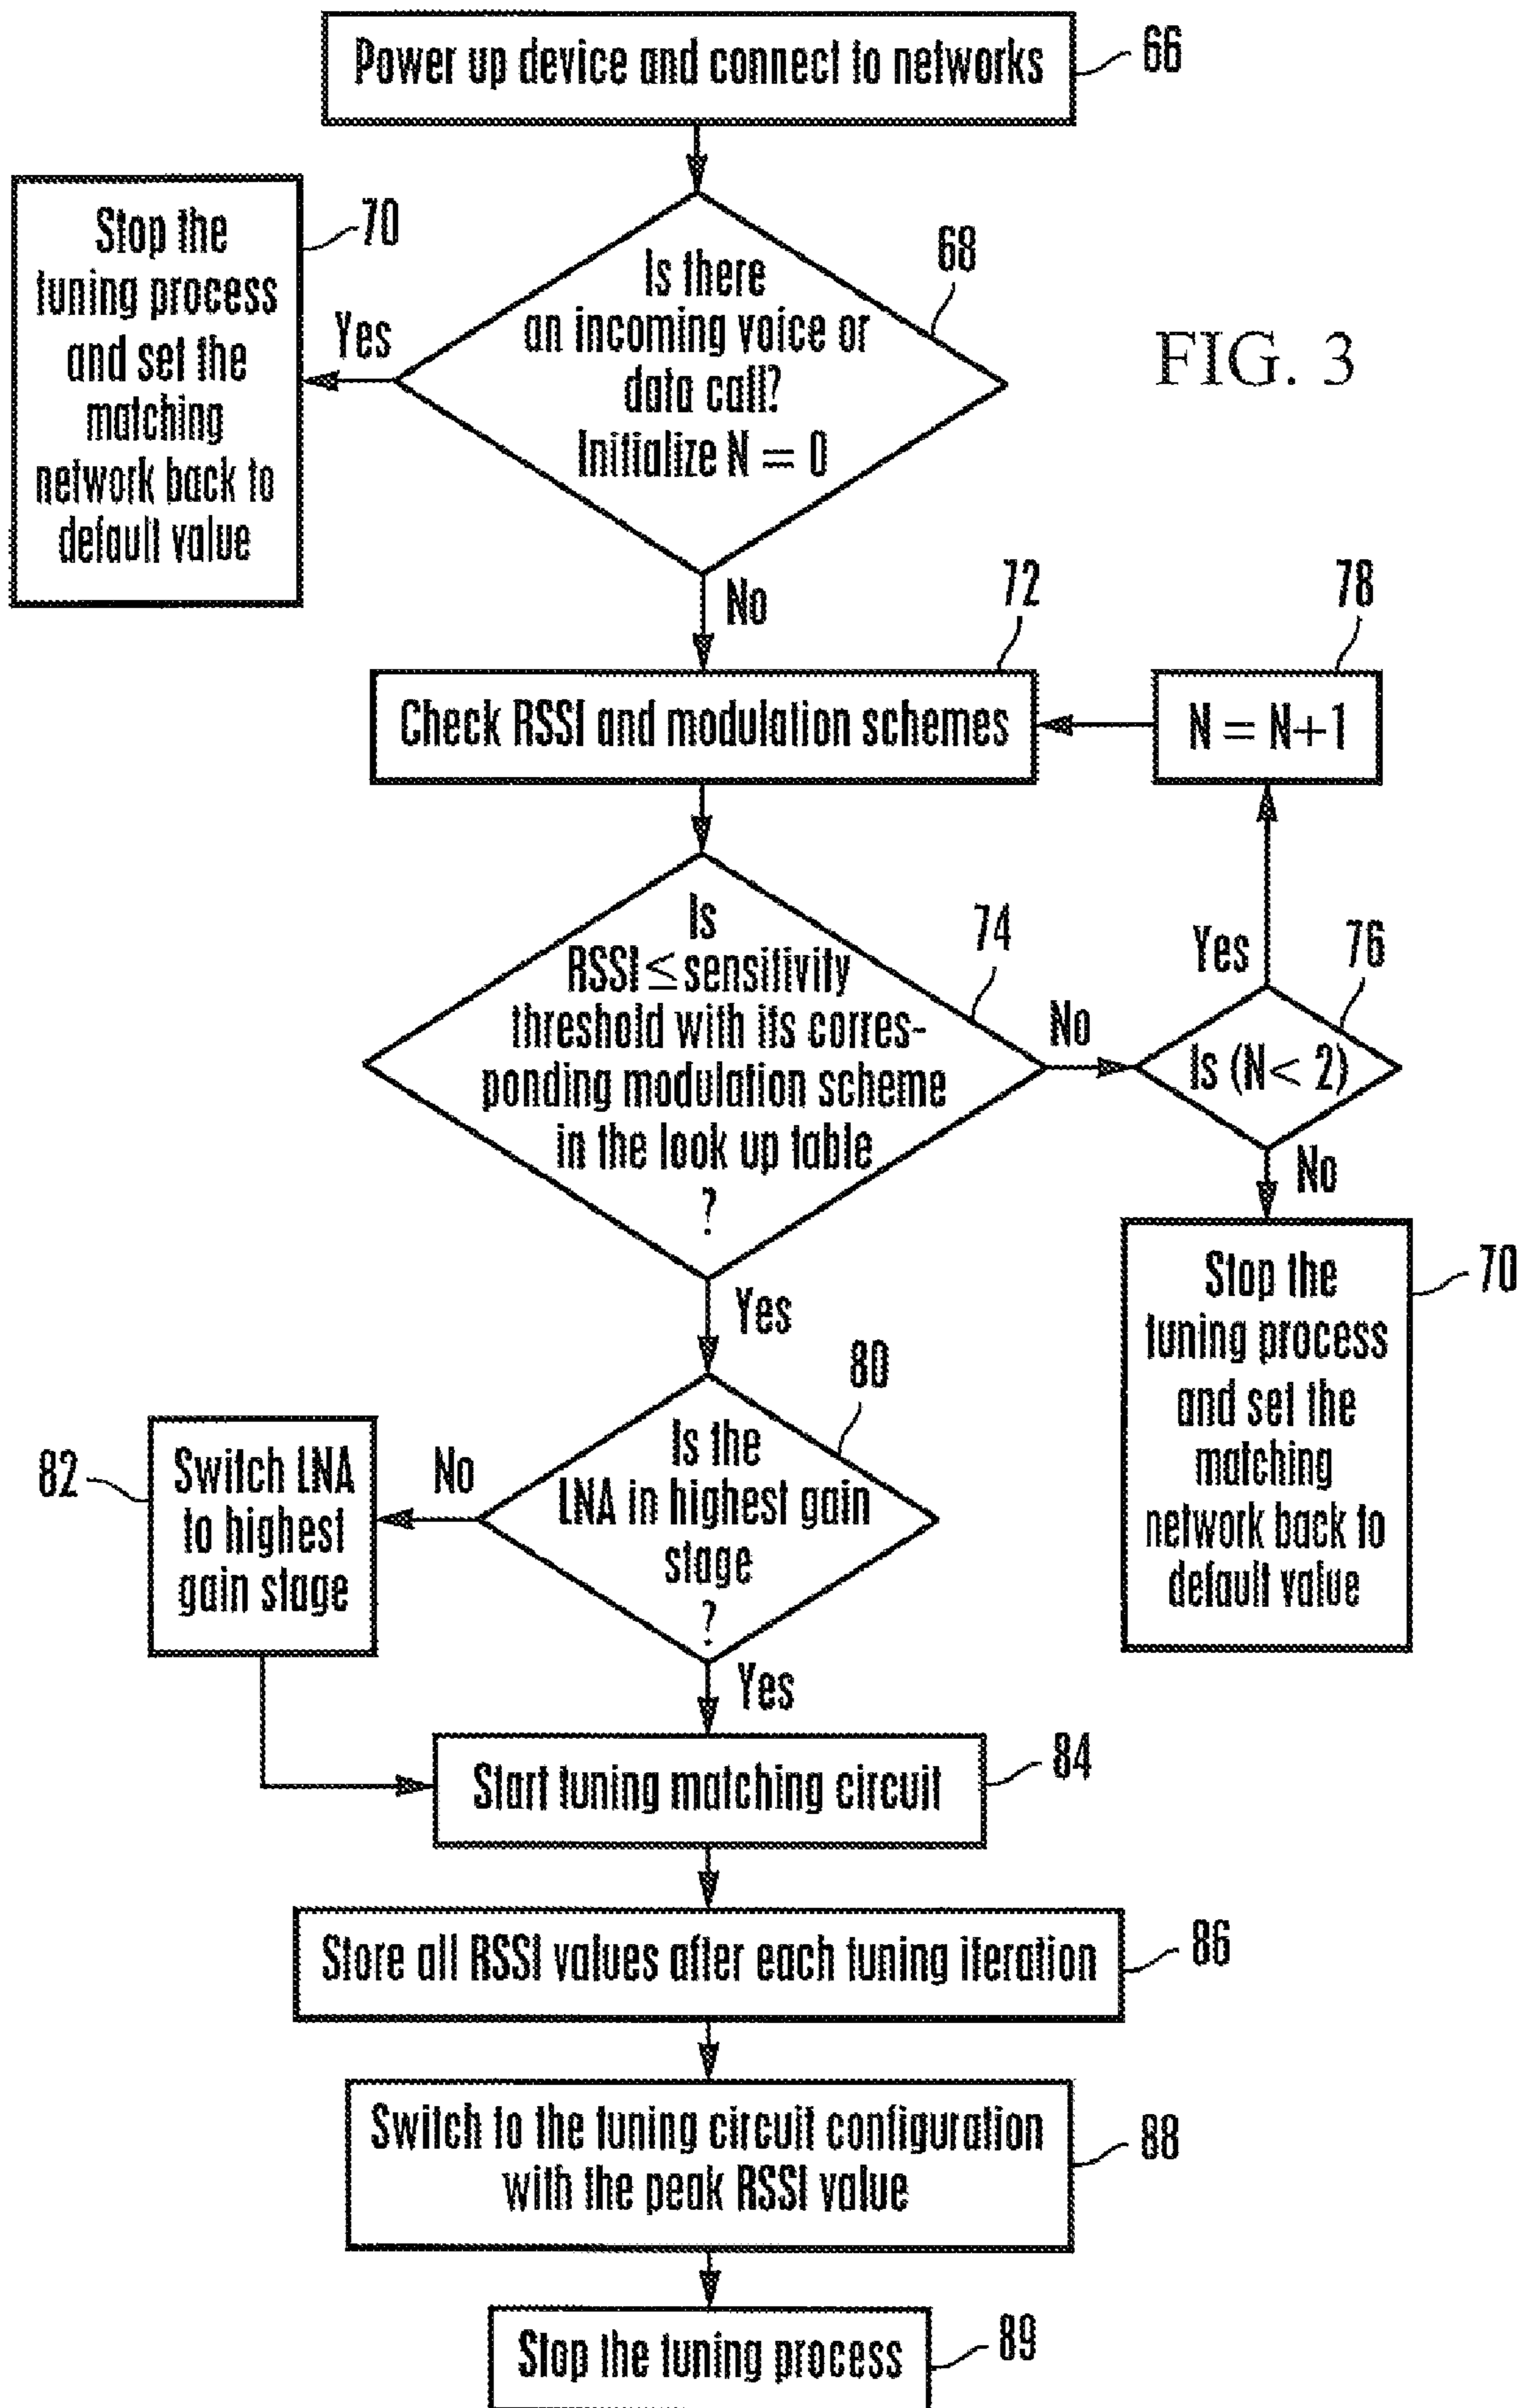 Power up device and connect to networks
66
Stop the
tuning process
and set the
matching
network back to
default value
70
Yes
Is there
an incoming voice or
data call?
Initialize N = 0
68
FIG. 3
No
72
78
Check RSSI and modulation schemes
N = N+1
Is
RSSI ≤ sensitivity
threshold with its corres-
ponding modulation scheme
in the look up table
?
74
No
Yes
76
Is (N< 2)
No
Stop the
tuning process
and set the
matching
network back to
default value
70
Yes
80
Is the
LNA in highest gain
stage
?
No
82
Switch LNA
to highest
gain stage
Yes
Start tuning matching circuit
84
Store all RSSI values after each tuning iteration
86
Switch to the tuning circuit configuration
with the peak RSSI value
88
Stop the tuning process
89